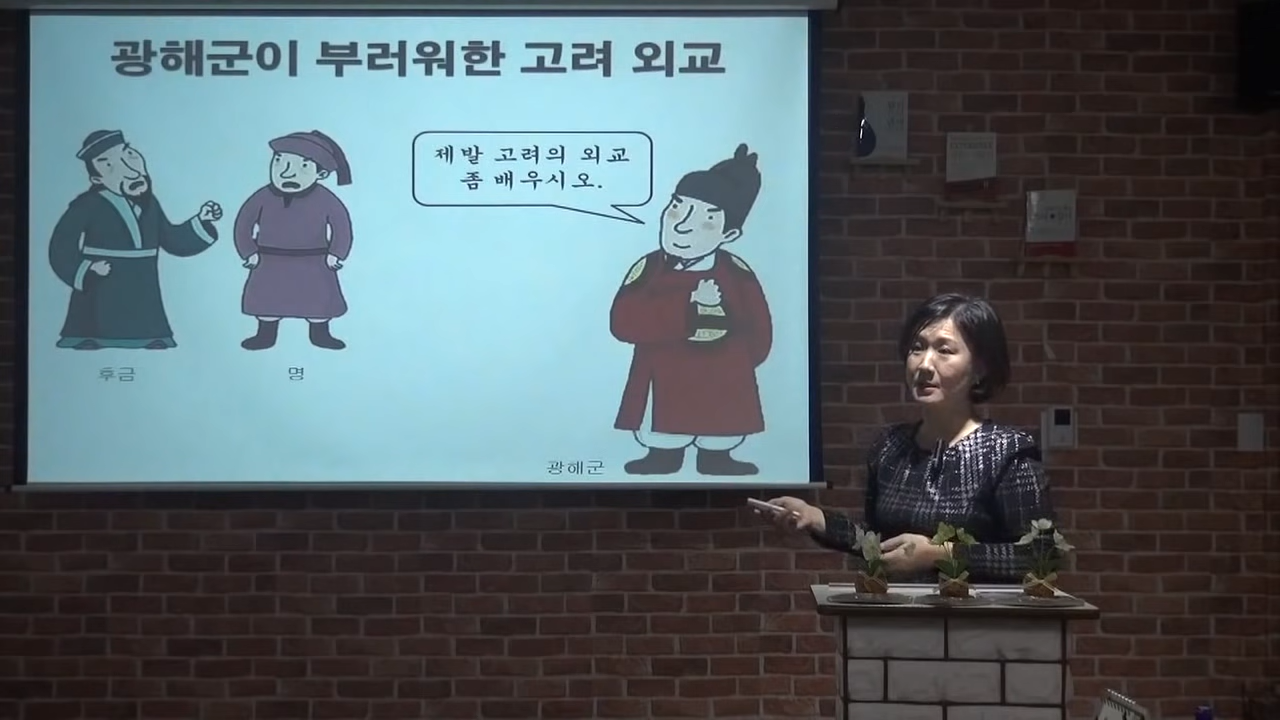 광해군이 부러워한 고려 외교
제발 고려의 외교
좀 배우시오.
후금
명
광해군